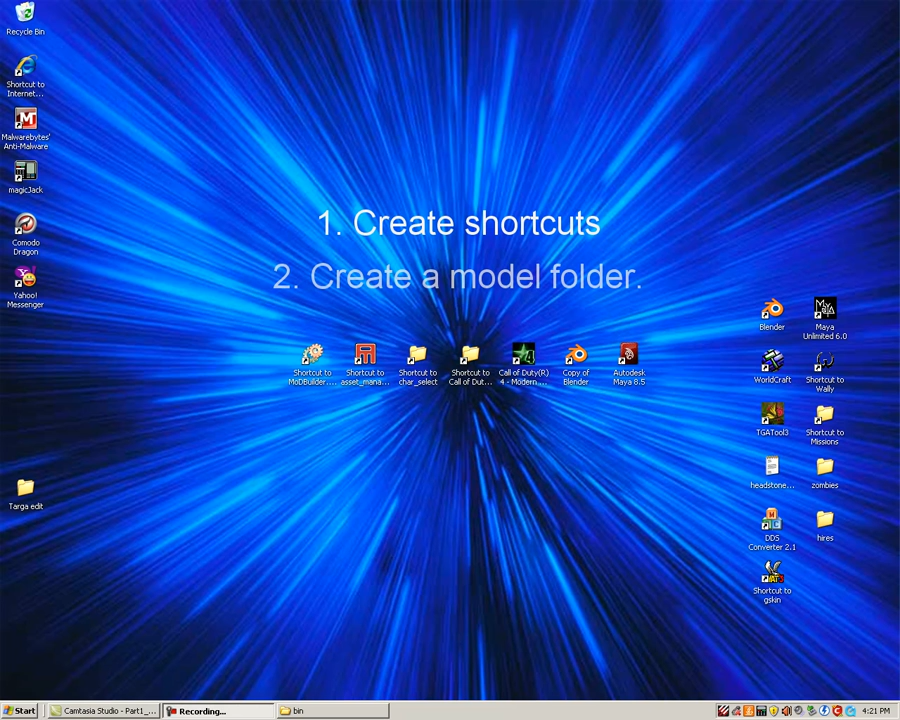 Recycle Bin
Shortcut to
Internet...
Malwarebytes'
Anti-Malware
magicJack
Comodo
Dragon
Yahoo!
Messenger
Targa edit
1. Create shortcuts
2. Create a model folder.
Shortcut to
MoDBuilder....
Shortcut to
asset_mana...
Shortcut to
char_select
Shortcut to
Call of Dut...
Call of Duty(R)
4 - Modern ...
Copy of
Blender
Autodesk
Maya 8.5
Blender
Maya
Unlimited 6.0
WorldCraft
Shortcut to
Wally
TGATool3
Shortcut to
Missions
headstone...
zombies
DDS
Converter 2.1
hires
Shortcut to
gskin
Start
Camtasia Studio - Part1_...
Recording...
bin
4:21 PM